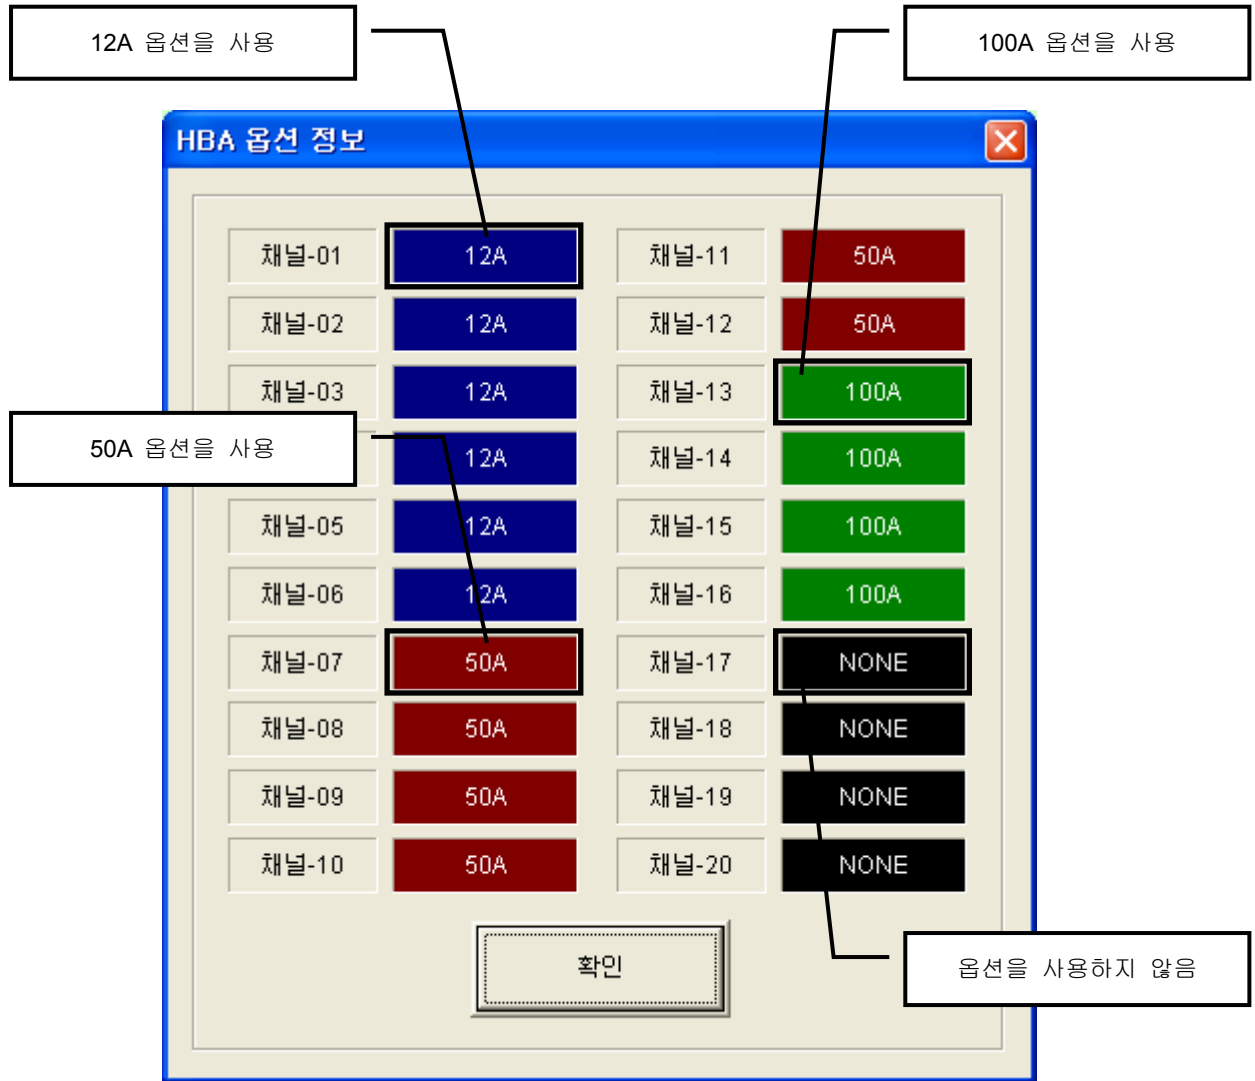 12A 옵션을 사용
100A 옵션을 사용
HBA 옵션 정보
채널-01 12A 채널-11 50A
채널-02 12A 채널-12 50A
채널-03 12A 채널-13 100A
50A 옵션을 사용
12A 채널-14 100A
채널-05 12A 채널-15 100A
채널-06 12A 채널-16 100A
채널-07 50A 채널-17 NONE
채널-08 50A 채널-18 NONE
채널-09 50A 채널-19 NONE
채널-10 50A 채널-20 NONE
확인
옵션을 사용하지 않음